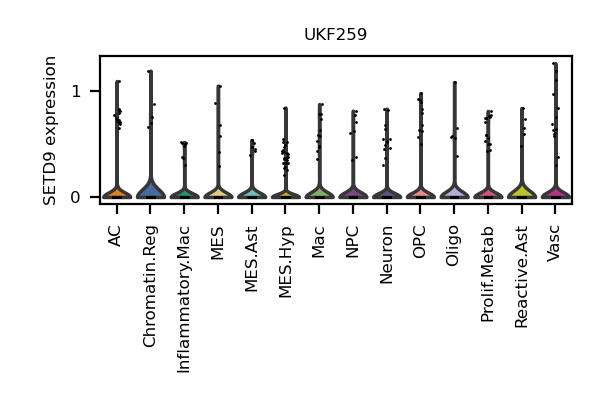 UKF259
SETD9 expression
1
0
AC
Chromatin.Reg
Inflammatory.Mac
MES
MES.Ast
MES.Hyp
Mac
NPC
Neuron
OPC
Oligo
Prolif.Metab
Reactive.Ast
Vasc